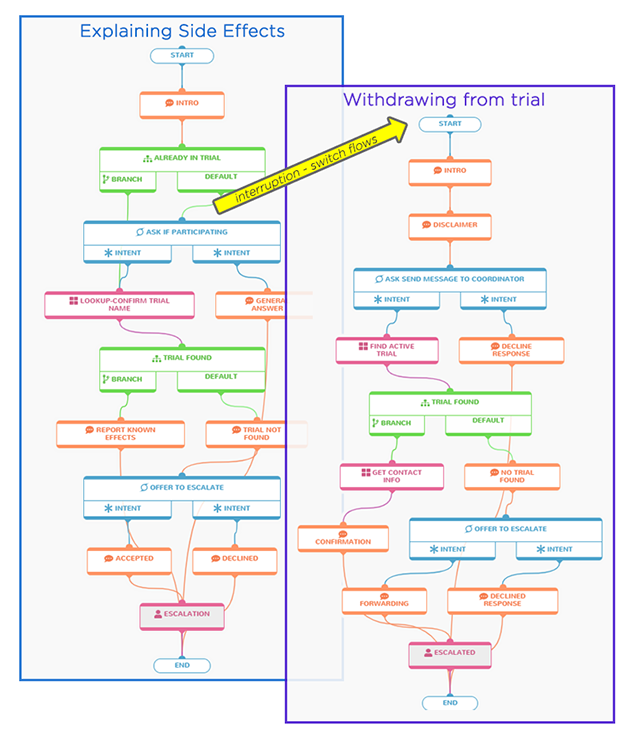 Explaining Side Effects
START
INTRO
ALREADY IN TRIAL
BRANCH
DEFAULT
ASK IF PARTICIPATING
INTENT
INTENT
LOOKUP-CONFIRM TRIAL
NAME
GENERA
ANSWER
TRIAL FOUND
BRANCH
DEFAULT
REPORT KNOWN
EFFECTS
TRIAL NOT
FOUND
OFFER TO ESCALATE
INTENT
INTENT
ACCEPTED
DECLINED
ESCALATION
END
interruption - switch flows
Withdrawing from trial
START
INTRO
DISCLAIMER
ASK SEND MESSAGE TO COORDINATOR
INTENT
INTENT
FIND ACTIVE
TRIAL
DECLINE
RESPONSE
TRIAL FOUND
BRANCH
DEFAULT
GET CONTACT
INFO
NO TRIAL
FOUND
CONFIRMATION
OFFER TO ESCALATE
INTENT
INTENT
FORWARDING
DECLINED
RESPONSE
ESCALATED
END